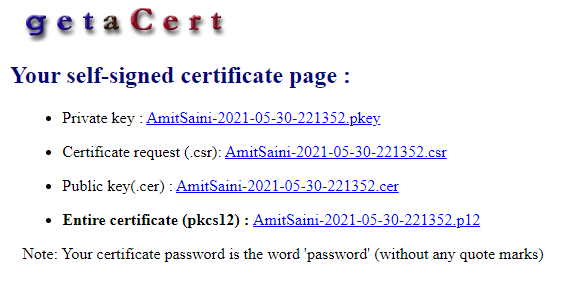 getaCert
Your self-signed certificate page :
Private key : AmitSaini-2021-05-30-221352.pkey
Certificate request (.csr): AmitSaini-2021-05-30-221352.csr
Public key(.cer) : AmitSaini-2021-05-30-221352.cer
Entire certificate (pkcs12) : AmitSaini-2021-05-30-221352.p12
Note: Your certificate password is the word 'password' (without any quote marks)